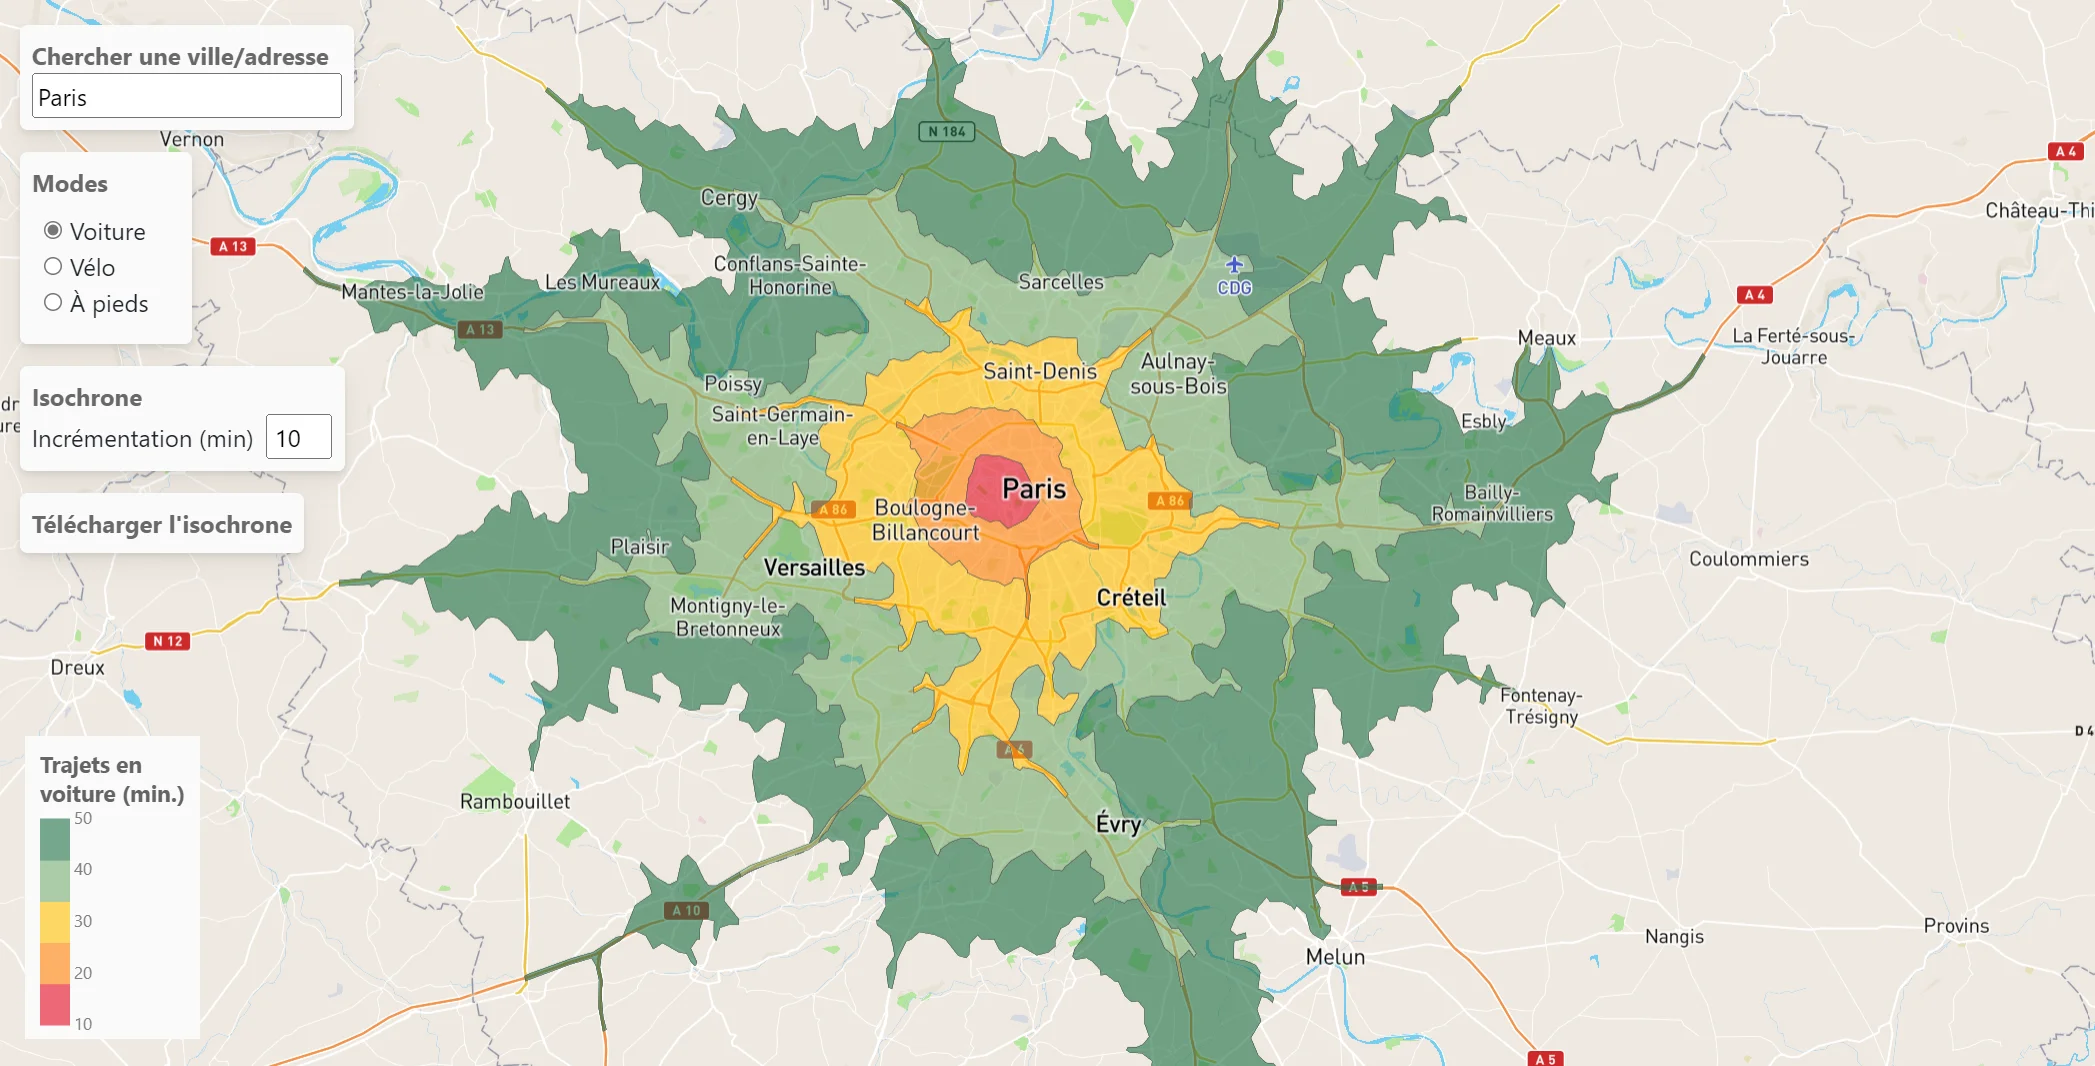 Chercher une ville/adresse
Paris
Modes
Voiture
Vélo
À pieds
Isochrone
Incrémentation (min) 10
Télécharger l'isochrone
Trajets en
voiture (min.)
50
40
30
20
10
Vernon
N 184
A 4
Cergy
Château-Thi
A 13
Conflans-Sainte-
Honorine
Les Mureaux
Sarcelles
CDG
Mantes-la-Jolie
A 4
A 13
Meaux
La Ferté-sous-
Jouarre
Saint-Denis
Aulnay-
sous-Bois
Poissy
Saint-Germain-
en-Laye
Esbly
Paris
Bailly-
Romainvilliers
A 86
A 86
Boulogne-
Billancourt
Plaisir
Versailles
Coulommiers
Créteil
Montigny-le-
Bretonneux
N 12
Dreux
Fontenay-
Trésigny
D 4
A 6
Rambouillet
Évry
A 5
A 10
Nangis
Provins
Melun
A 5